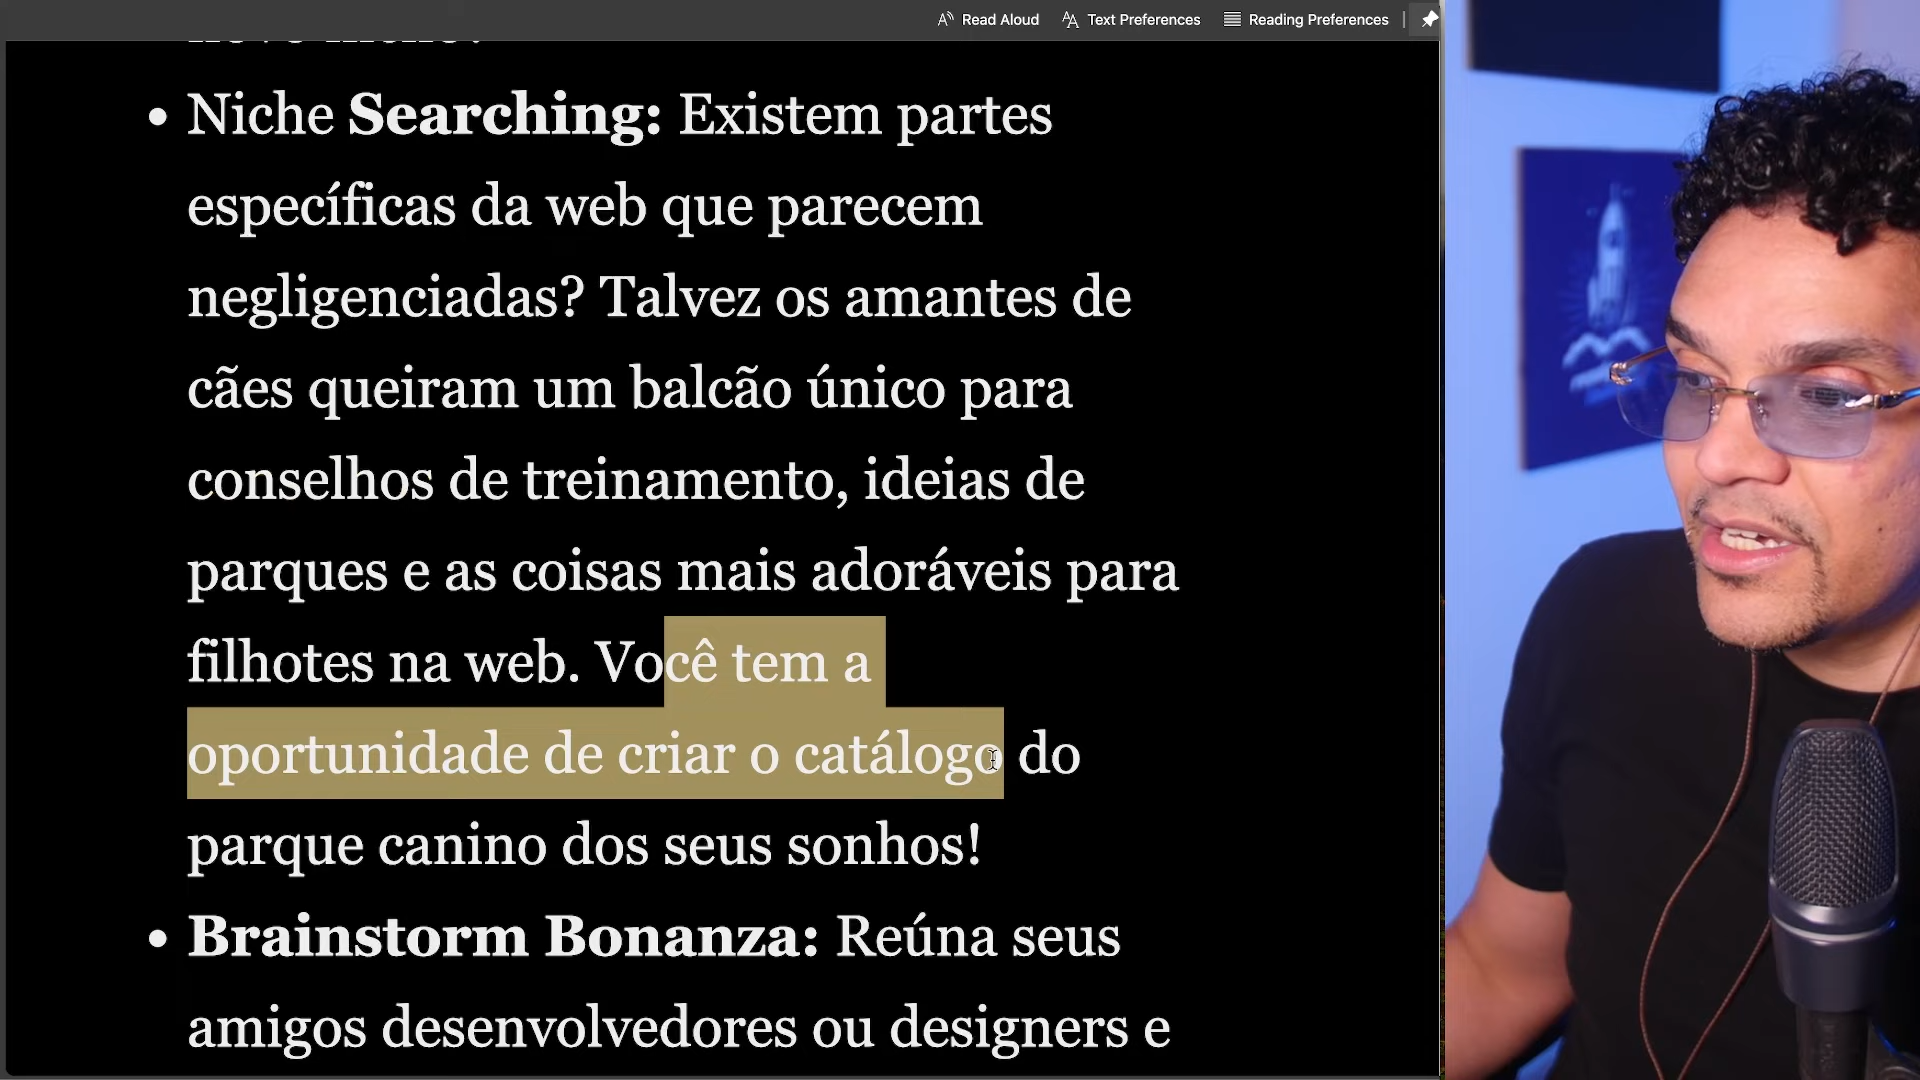 Read Aloud Text Preferences Reading Preferences
• Niche Searching: Existem partes
específicas da web que parecem
negligenciadas? Talvez os amantes de
cães queiram um balcão único para
conselhos de treinamento, ideias de
parques e as coisas mais adoráveis para
filhotes na web. Você tem a
oportunidade de criar o catálogo do
parque canino dos seus sonhos!
• Brainstorm Bonanza: Reúna seus
amigos desenvolvedores ou designers e